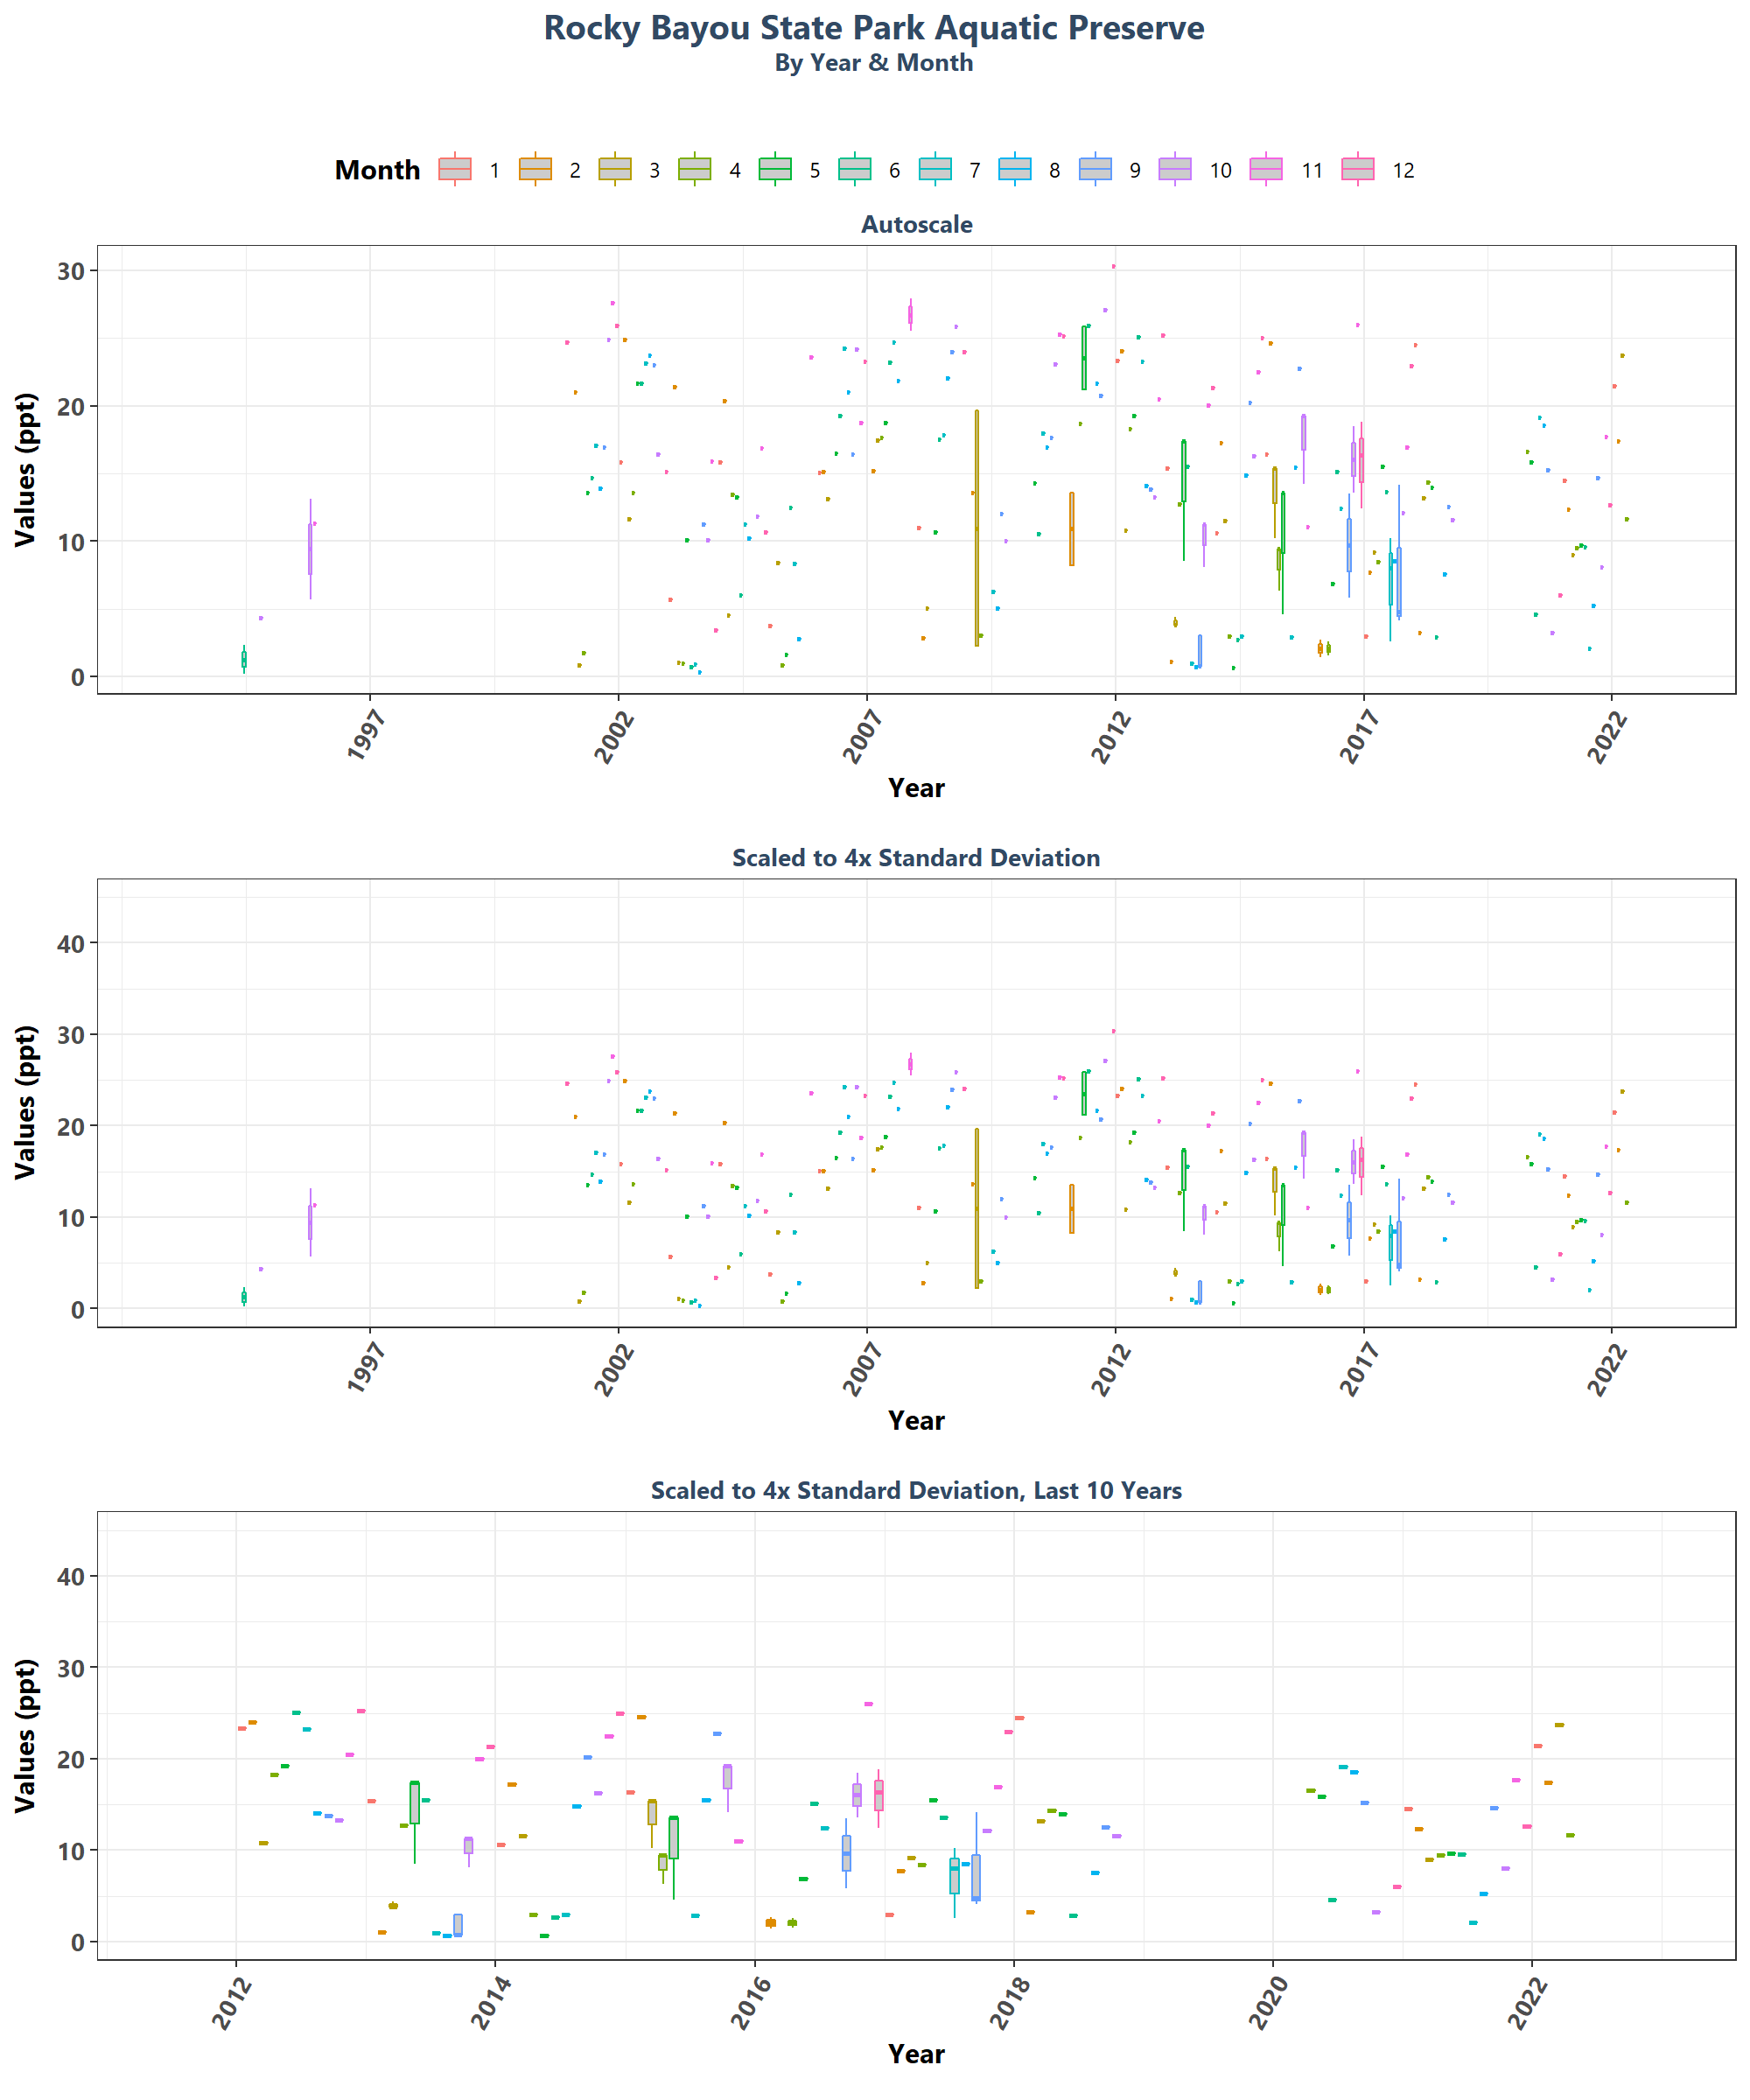 Rocky Bayou State Park Aquatic Preserve
By Year & Month
Month 1 2 3 4 5 6 7 8 9 10 11 12
Autoscale
Values (ppt)
30
20
10
0
1997 2002 2007 2012 2017 2022
Year
Scaled to 4x Standard Deviation
Values (ppt)
40
30
20
10
0
1997 2002 2007 2012 2017 2022
Year
Scaled to 4x Standard Deviation, Last 10 Years
Values (ppt)
40
30
20
10
0
2012 2014 2016 2018 2020 2022
Year